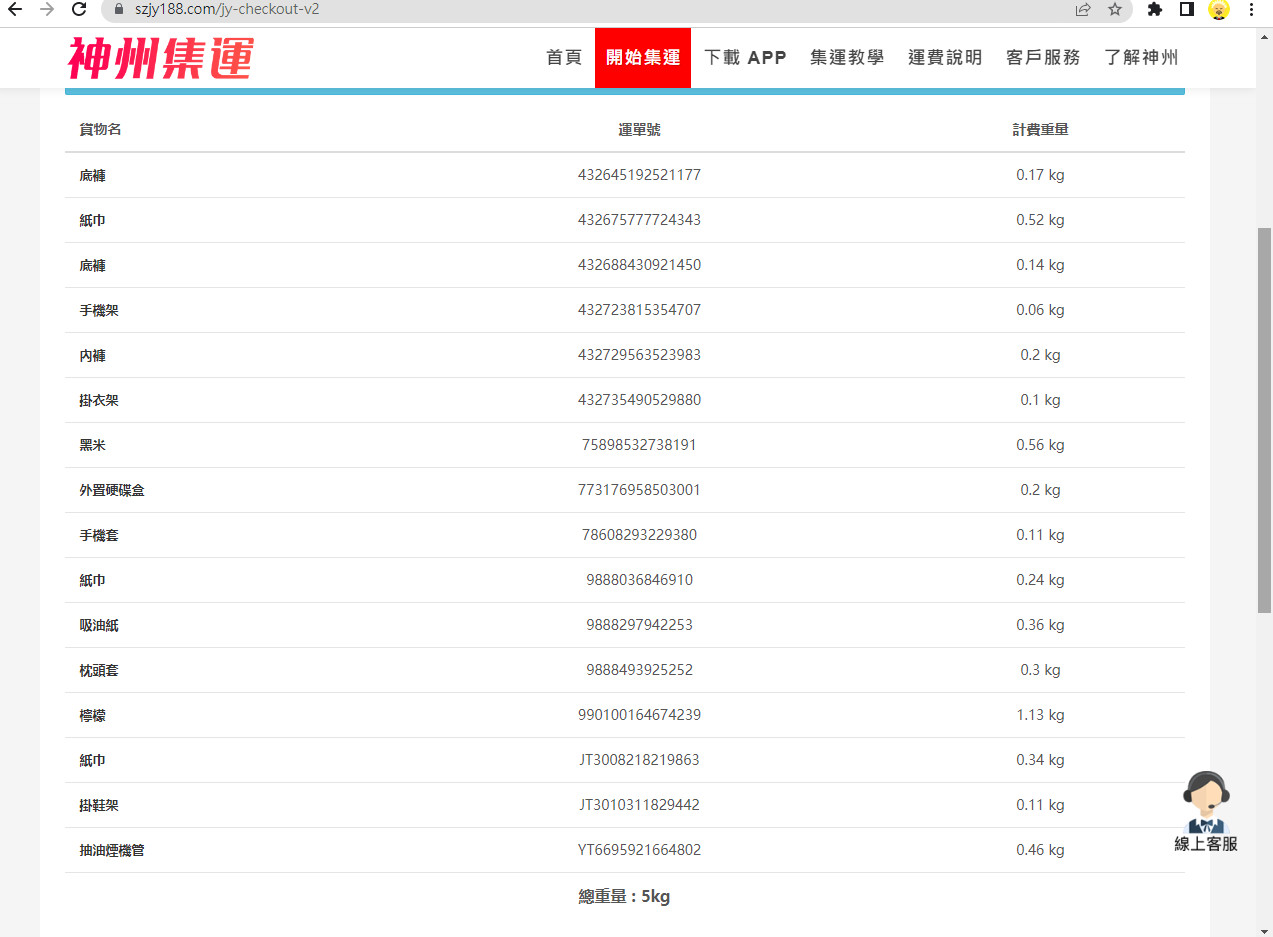 szjy188.com/jy-checkout-v2
神州集運 首頁 開始集運 下載 APP 集運教學 運費說明 客戶服務 了解神州
貨物名 運單號 計費重量
底褲 432645192521177 0.17 kg
紙巾 432675777724343 0.52 kg
底褲 432688430921450 0.14 kg
手機架 432723815354707 0.06 kg
內褲 432729563523983 0.2 kg
掛衣架 432735490529880 0.1 kg
黑米 75898532738191 0.56 kg
外置硬碟盒 773176958503001 0.2 kg
手機套 78608293229380 0.11 kg
紙巾 9888036846910 0.24 kg
吸油紙 9888297942253 0.36 kg
枕頭套 9888493925252 0.3 kg
檸檬 990100164674239 1.13 kg
紙巾 JT3008218219863 0.34 kg
掛鞋架 JT3010311829442 0.11 kg
抽油煙機管 YT6695921664802 0.46 kg
線上客服
總重量：5kg